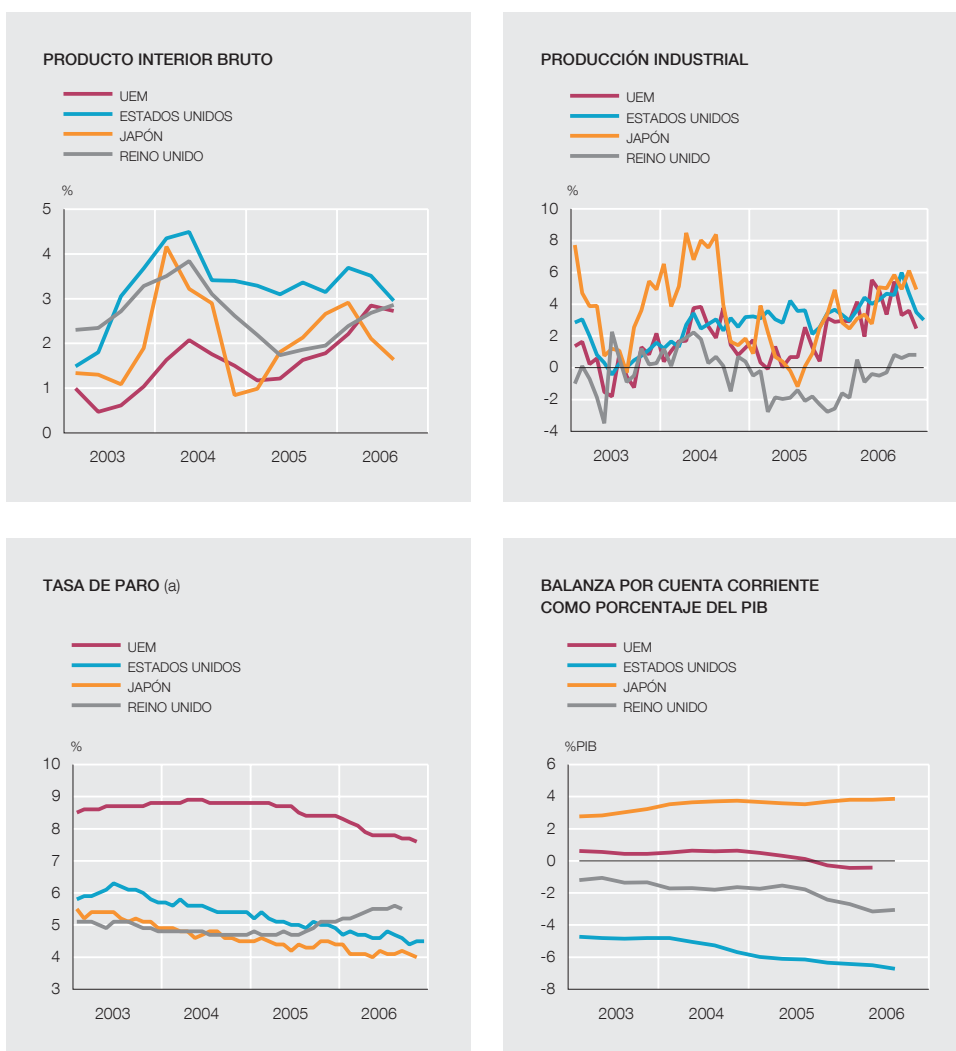 PRODUCTO INTERIOR BRUTO
UEM
ESTADOS UNIDOS
JAPÓN
REINO UNIDO
%
5
4
3
2
1
0
2003 2004 2005 2006
PRODUCCIÓN INDUSTRIAL
UEM
ESTADOS UNIDOS
JAPÓN
REINO UNIDO
%
10
8
6
4
2
0
-2
-4
2003 2004 2005 2006
TASA DE PARO (a)
UEM
ESTADOS UNIDOS
JAPÓN
REINO UNIDO
%
10
9
8
7
6
5
4
3
2003 2004 2005 2006
BALANZA POR CUENTA CORRIENTE
COMO PORCENTAJE DEL PIB
UEM
ESTADOS UNIDOS
JAPÓN
REINO UNIDO
%PIB
6
4
2
0
-2
-4
-6
-8
2003 2004 2005 2006